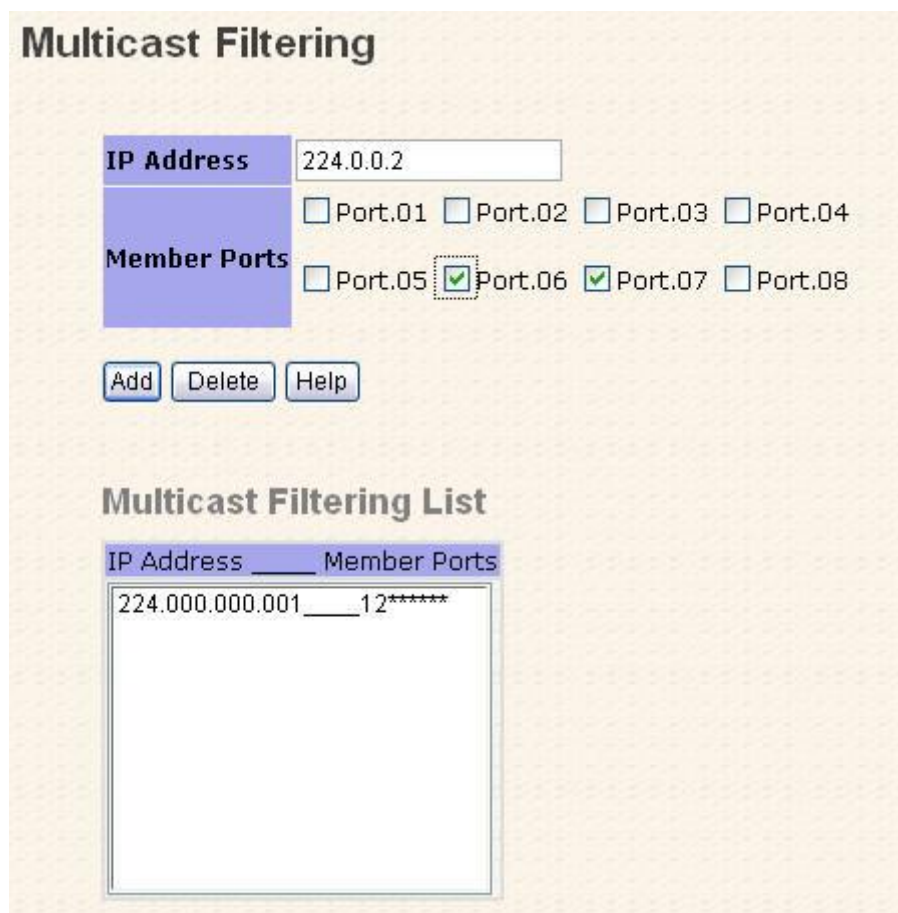 Multicast Filtering
IP Address 224.0.0.2
Port.01 Port.02 Port.03 Port.04
Member Ports
Port.05 Port.06 Port.07 Port.08
Add Delete Help
Multicast Filtering List
IP Address _____ Member Ports
224.000.000.001_____12******